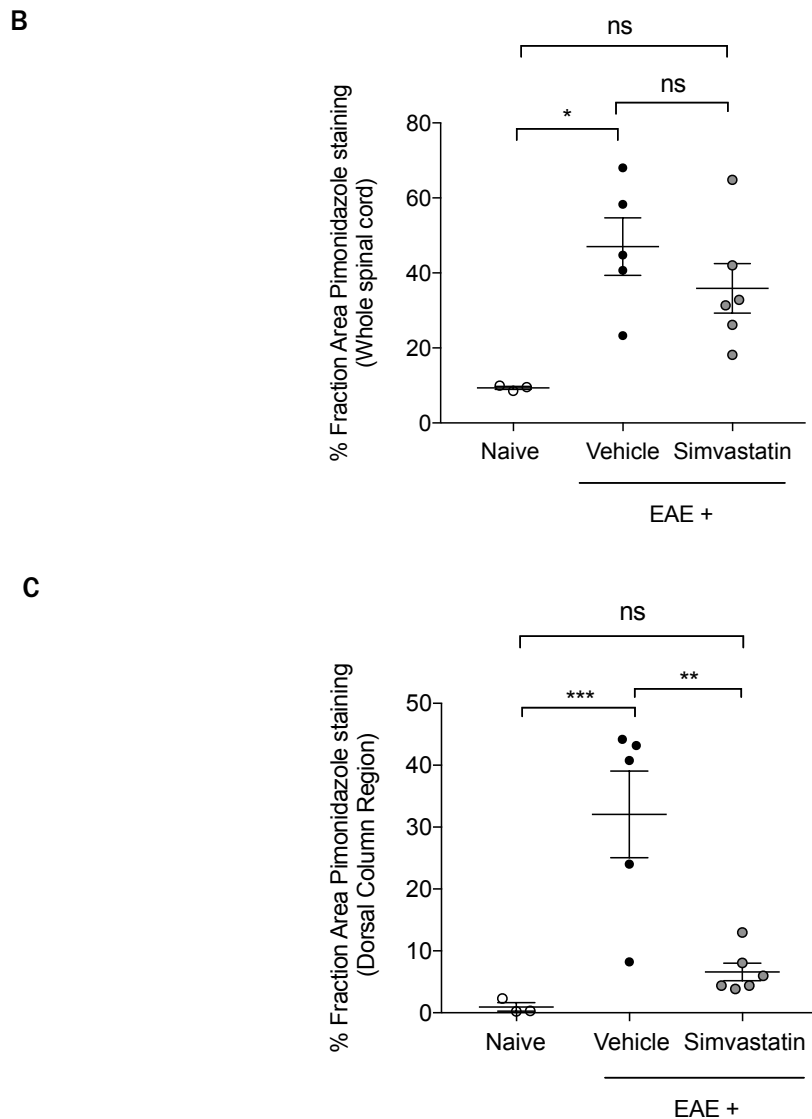 B
ns
ns
*
% Fraction Area Pimonidazole staining
(Whole spinal cord)
80
60
40
20
0
Naive Vehicle Simvastatin
EAE +
C
ns
**
***
% Fraction Area Pimonidazole staining
(Dorsal Column Region)
50
40
30
20
10
0
Naive Vehicle Simvastatin
EAE +